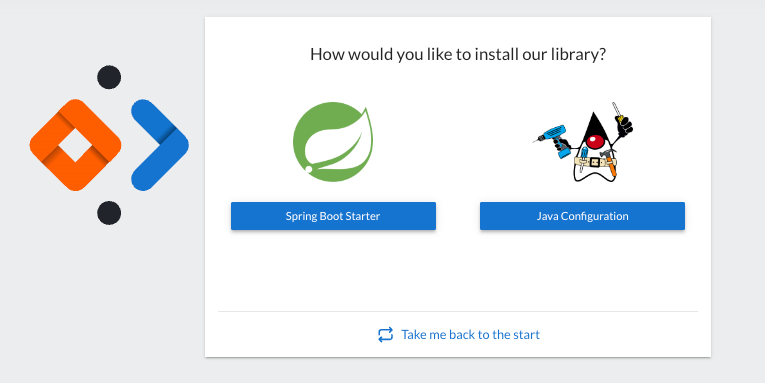 How would you like to install our library?
Spring Boot Starter
Java Configuration
Take me back to the start